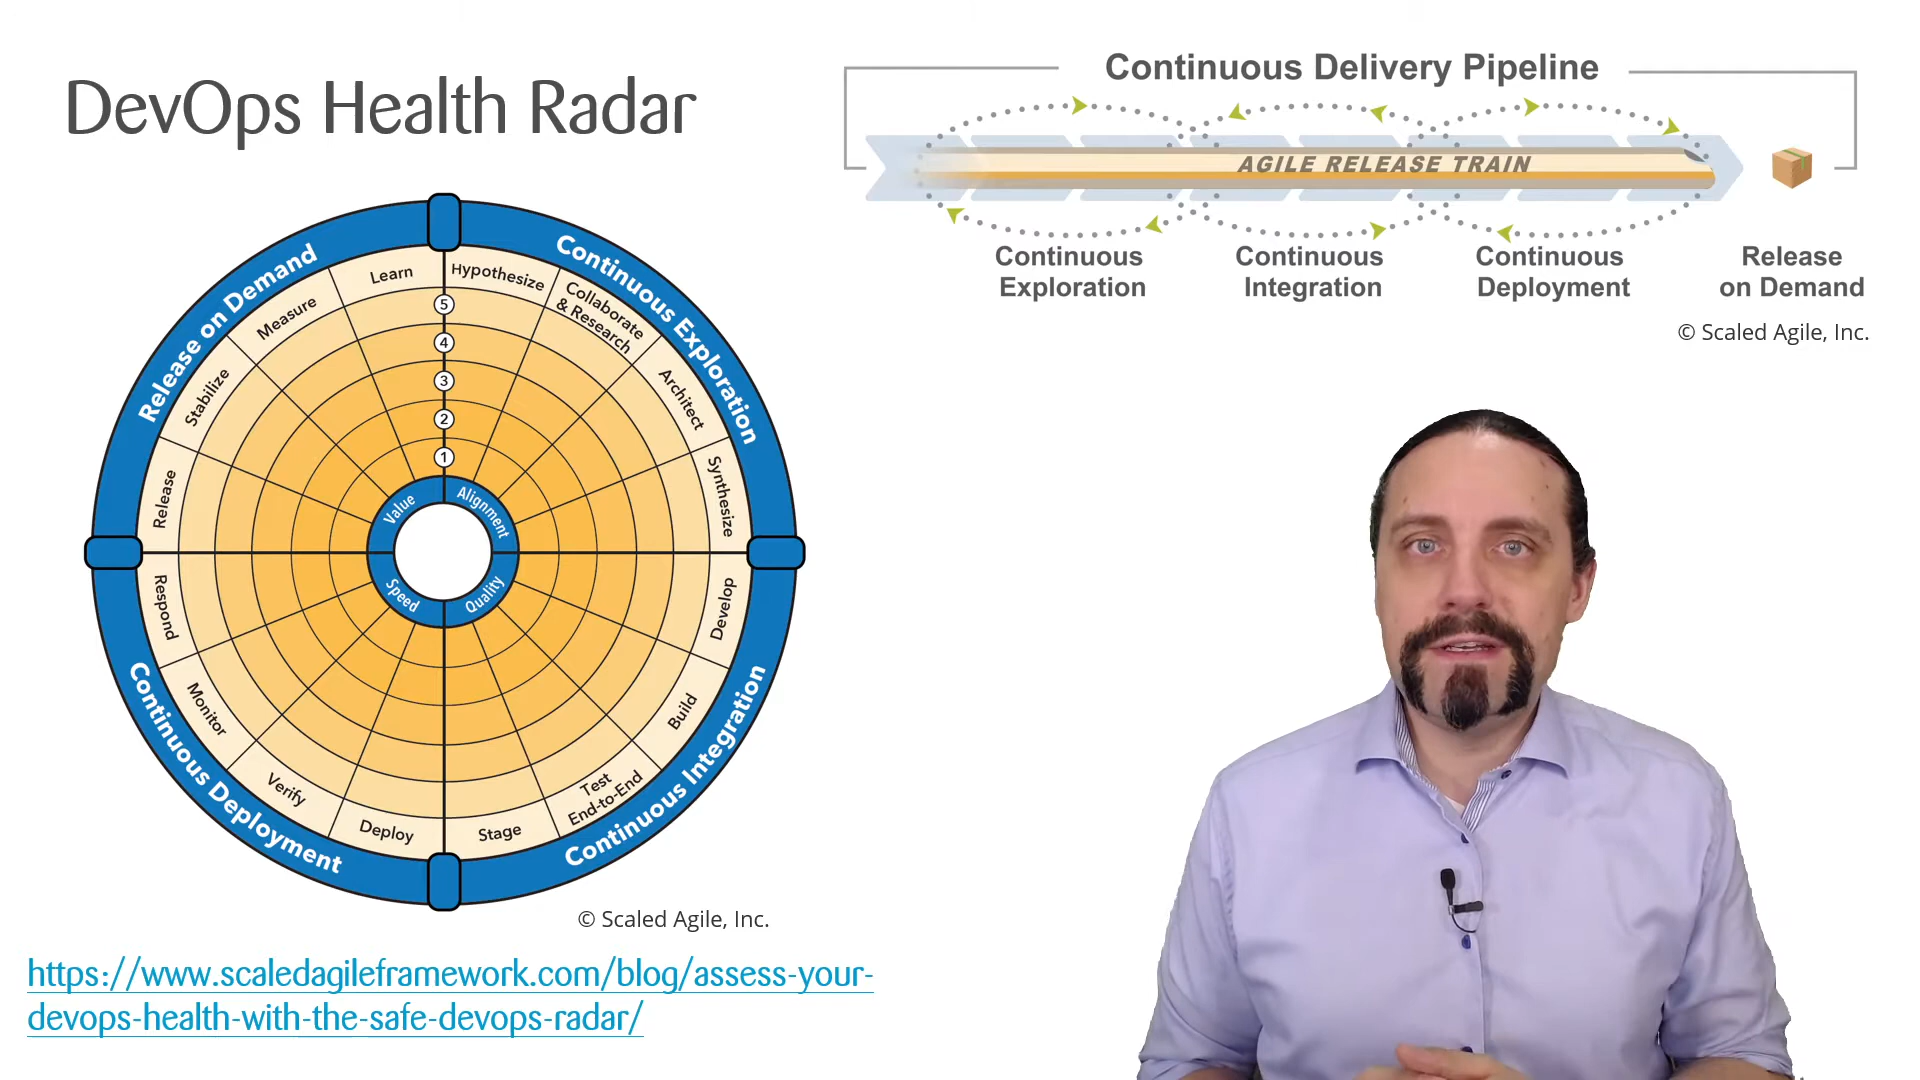 DevOps Health Radar
Continuous Delivery Pipeline
AGILE RELEASE TRAIN
Continuous
Exploration
Continuous
Integration
Continuous
Deployment
Release
on Demand
© Scaled Agile, Inc.
Release on Demand
Continuous Exploration
Continuous Integration
Continuous Deployment
Learn
Hypothesize
Collaborate
& Research
Architect
Synthesize
Develop
Build
Test
End-to-End
Stage
Deploy
Verify
Monitor
Respond
Release
Stabilize
Measure
5
4
3
2
1
Value
Alignment
Speed
Quality
© Scaled Agile, Inc.
https://www.scaledagileframework.com/blog/assess-your-
devops-health-with-the-safe-devops-radar/